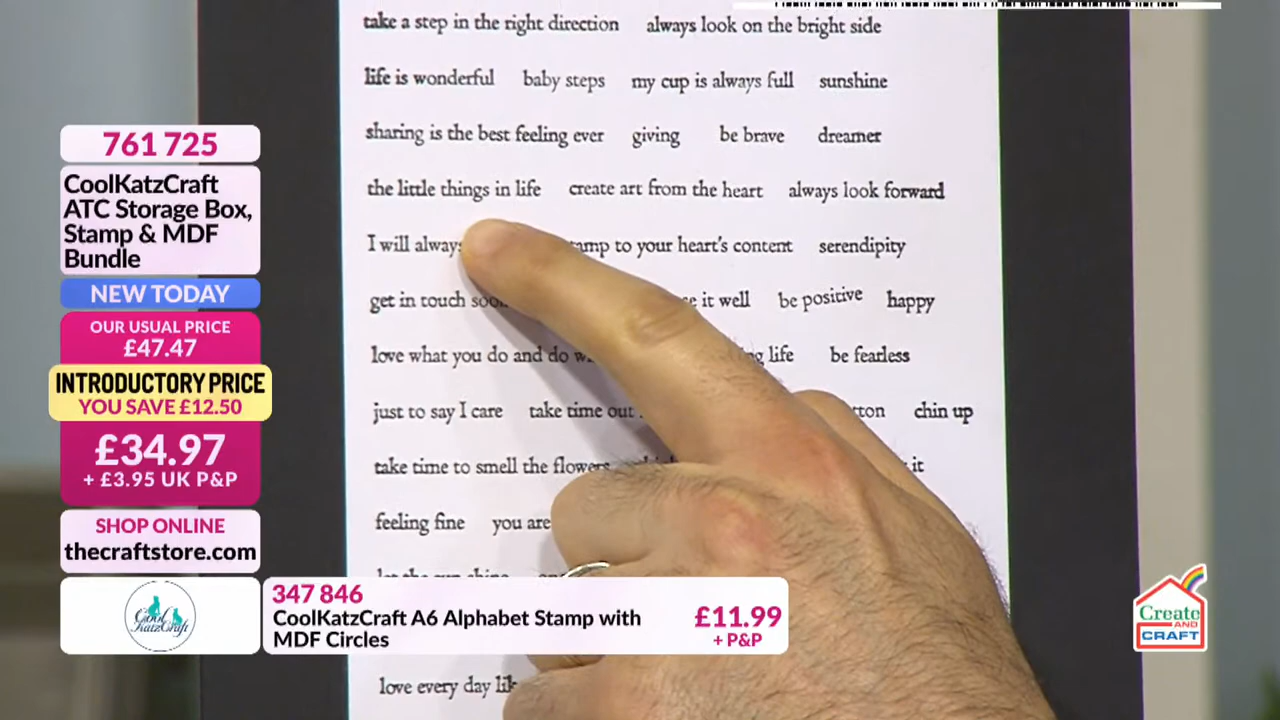 take a step in the right direction always look on the bright side
life is wonderful baby steps my cup is always full sunshine
sharing is the best feeling ever giving be brave dreamer
the little things in life create art from the heart always look forward
I will always to your heart's content serendipity
get in touch it well be positive happy
love what you do and do life be fearless
just to say I care take time out chin up
take time to smell the flowers it
feeling fine you are
love every day
761 725
CoolKatzCraft
ATC Storage Box,
Stamp & MDF
Bundle
NEW TODAY
OUR USUAL PRICE
£47.47
INTRODUCTORY PRICE
YOU SAVE £12.50
£34.97
+ £3.95 UK P&P
SHOP ONLINE
thecraftstore.com
Cool
KatzCraft
347 846
CoolKatzCraft A6 Alphabet Stamp with
MDF Circles
£11.99
+ P&P
Create
AND
CRAFT